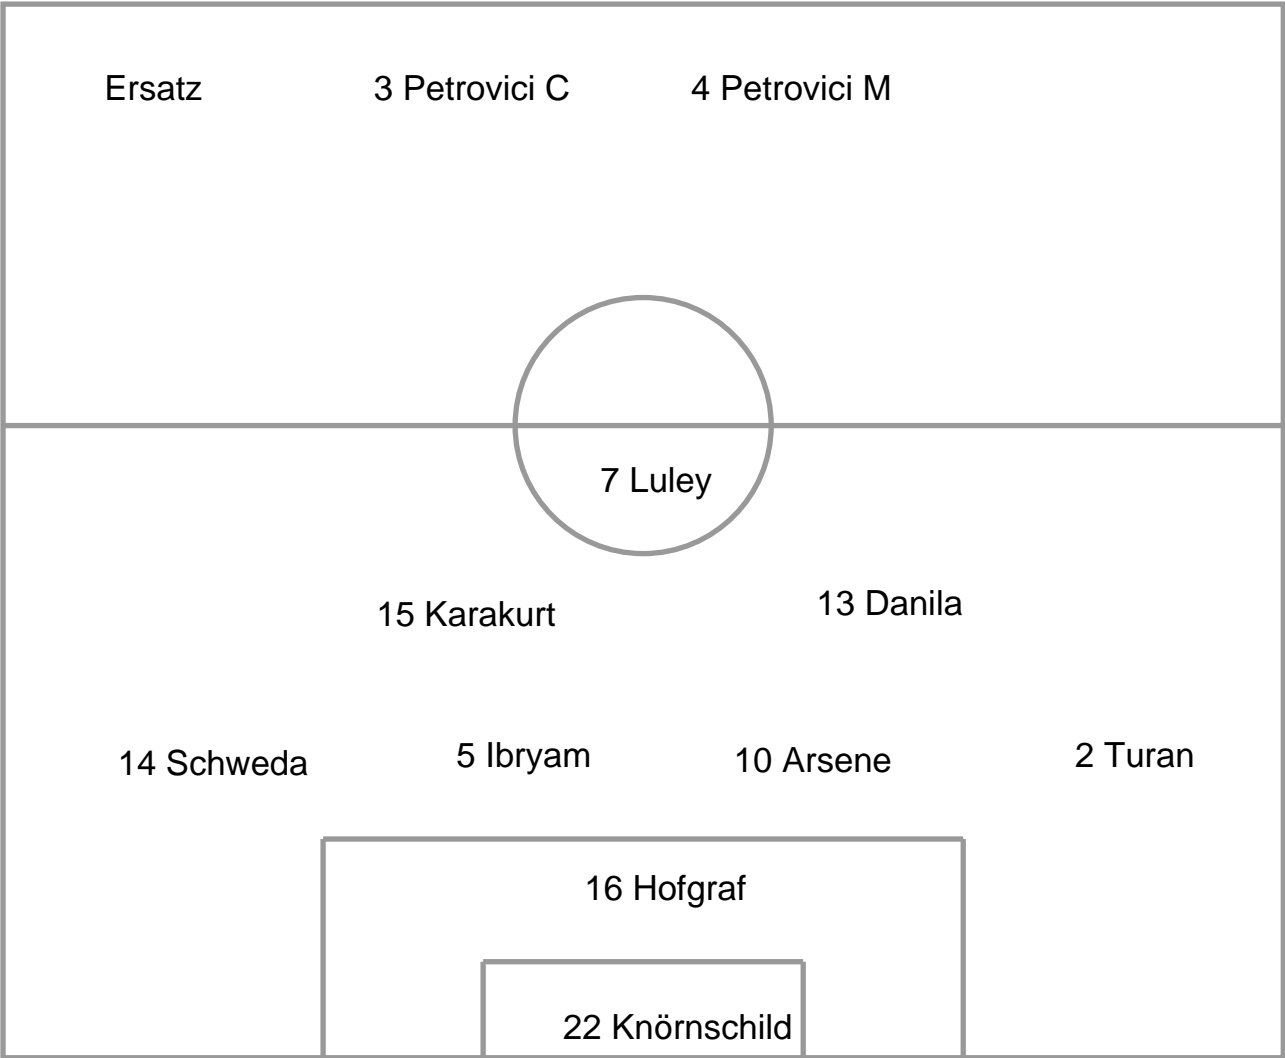 Ersatz 3 Petrovici C 4 Petrovici M
7 Luley
15 Karakurt 13 Danila
14 Schweda 5 Ibryam 10 Arsene 2 Turan
16 Hofgraf
22 Knörnschild